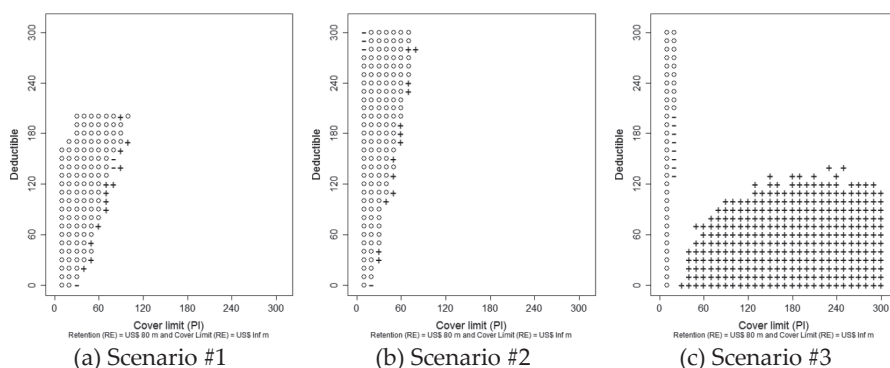 300
240
180
120
60
0
Deductible
0 60 120 180 240 300
Cover limit (PI)
Retention (RE) = US$ 80 m and Cover Limit (RE) = US$ Inf m
(a) Scenario #1
300
240
180
120
60
0
Deductible
0 60 120 180 240 300
Cover limit (PI)
Retention (RE) = US$ 80 m and Cover Limit (RE) = US$ Inf m
(b) Scenario #2
300
240
180
120
60
0
Deductible
0 60 120 180 240 300
Cover limit (PI)
Retention (RE) = US$ 80 m and Cover Limit (RE) = US$ Inf m
(c) Scenario #3